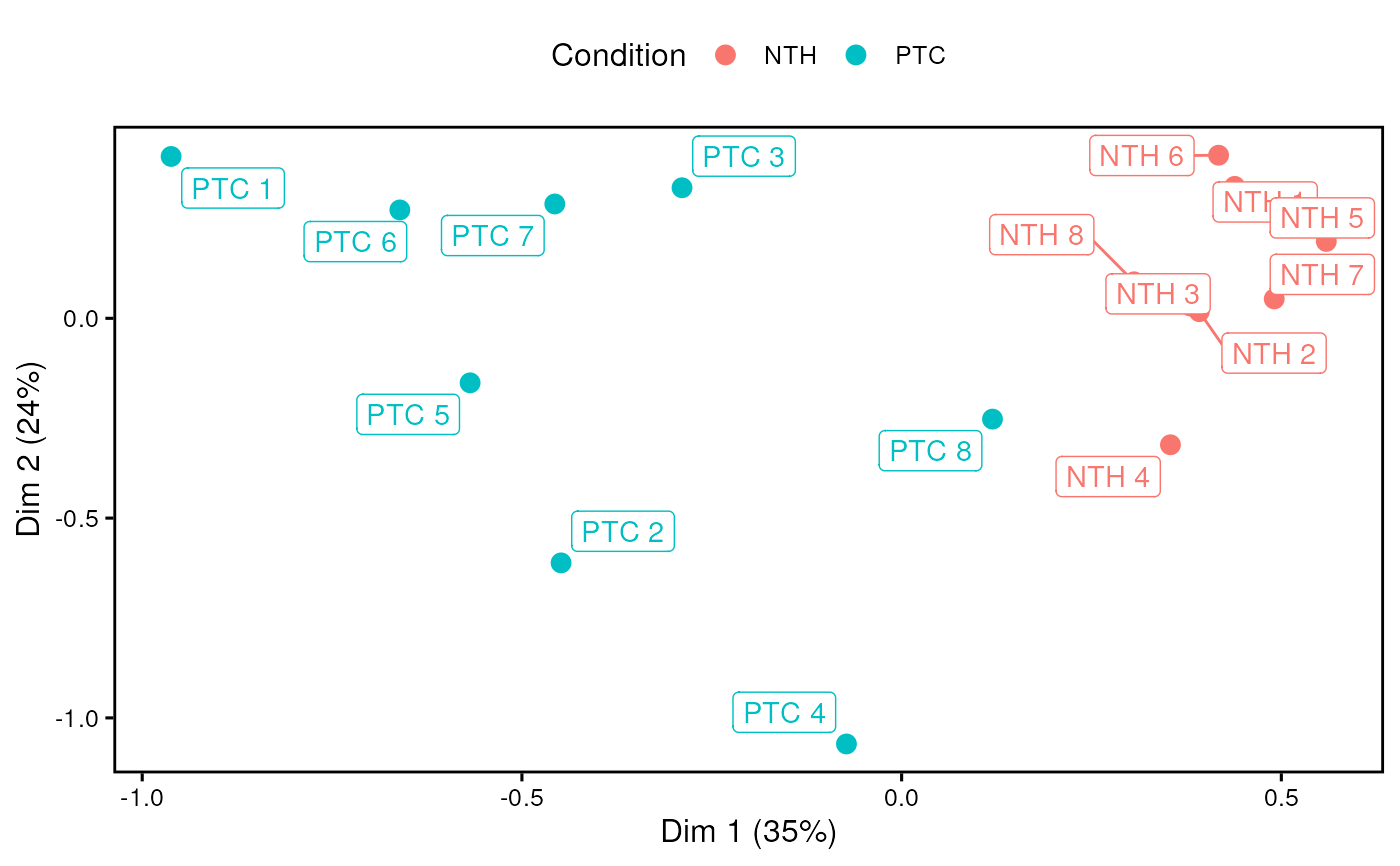 Condition NTH PTC
PTC 1
PTC 6
PTC 7
PTC 3
NTH 6
NTH 5
NTH 8
NTH 7
NTH 3
NTH 2
PTC 5
PTC 8
NTH 4
PTC 2
PTC 4
0.0
-0.5
-1.0
Dim 2 (24%)
-1.0 -0.5 0.0 0.5
Dim 1 (35%)